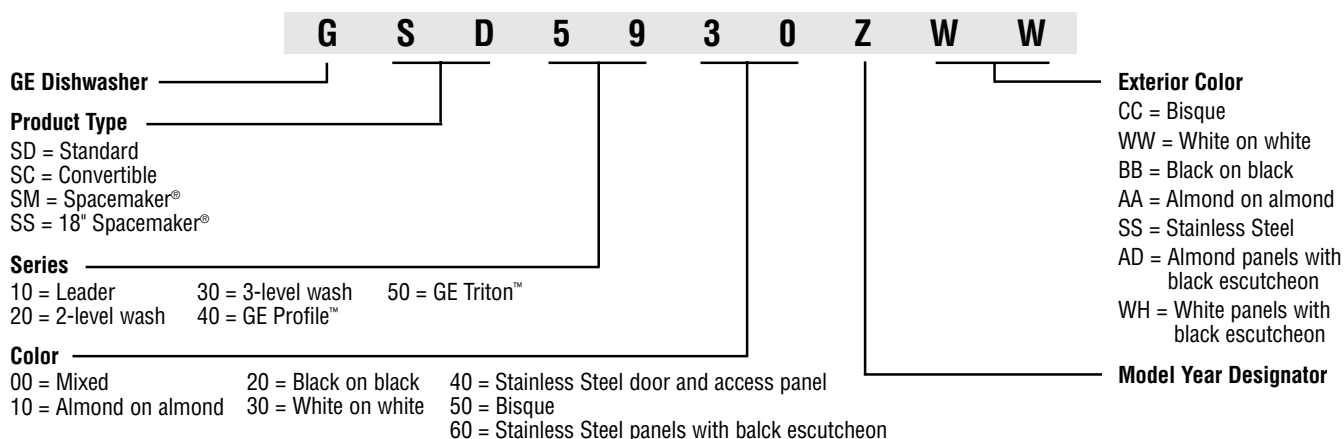 G S D 5 9 3 0 Z W W
GE Dishwasher
Product Type
SD = Standard
SC = Convertible
SM = Spacemaker®
SS = 18" Spacemaker®
Series
10 = Leader 30 = 3-level wash 50 = GE Triton™
20 = 2-level wash 40 = GE Profile™
Color
00 = Mixed 20 = Black on black 40 = Stainless Steel door and access panel
10 = Almond on almond 30 = White on white 50 = Bisque
60 = Stainless Steel panels with balck escutcheon
Exterior Color
CC = Bisque
WW = White on white
BB = Black on black
AA = Almond on almond
SS = Stainless Steel
AD = Almond panels with
black escutcheon
WH = White panels with
black escutcheon
Model Year Designator